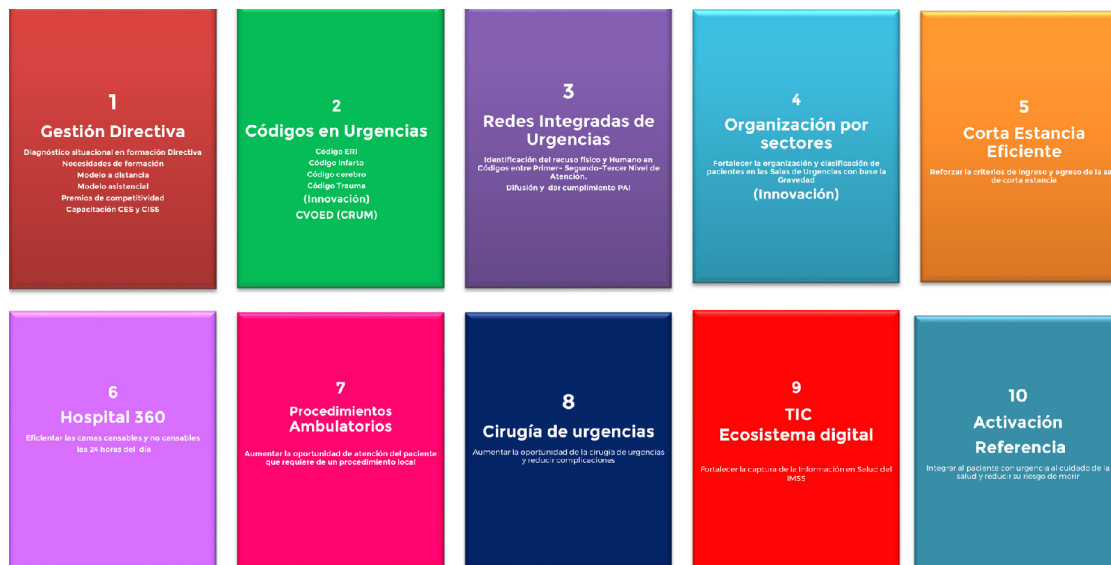 1
Gestión Directiva
Diagnóstico situacional en formación Directiva
Necesidades de formación
Modelo a distancia
Modelo asistencial
Premios de competitividad
Capacitación CES y CISS
2
Códigos en Urgencias
Código ERI
Código infarto
Código cerebro
Código Trauma
(Innovación)
CVOED (CRUM)
3
Redes Integradas de
Urgencias
Identificación del recuso físico y Humano en
Códigos entre Primer- Segundo-Tercer Nivel de
Atención.
Difusión y dar cumplimiento PAI
4
Organización por
sectores
Fortalecer la organización y clasificación de
pacientes en las Salas de Urgencias con base la
Gravedad
(Innovación)
5
Corta Estancia
Eficiente
Reforzar la criterios de ingreso y egreso de la
de corta estancia
6
Hospital 360
Eficientar las camas censables y no censables
las 24 horas del día
7
Procedimientos
Ambulatorios
Aumentar la oportunidad de atención del paciente
que requiere de un procedimiento local
8
Cirugía de urgencias
Aumentar la oportunidad de la cirugía de urgencias
y reducir complicaciones
9
TIC
Ecosistema digital
Fortalecer la captura de la Información en Salud del
IMSS
10
Activación
Referencia
Integrar al paciente con urgencia al cuidado de la
salud y reducir su riesgo de morir